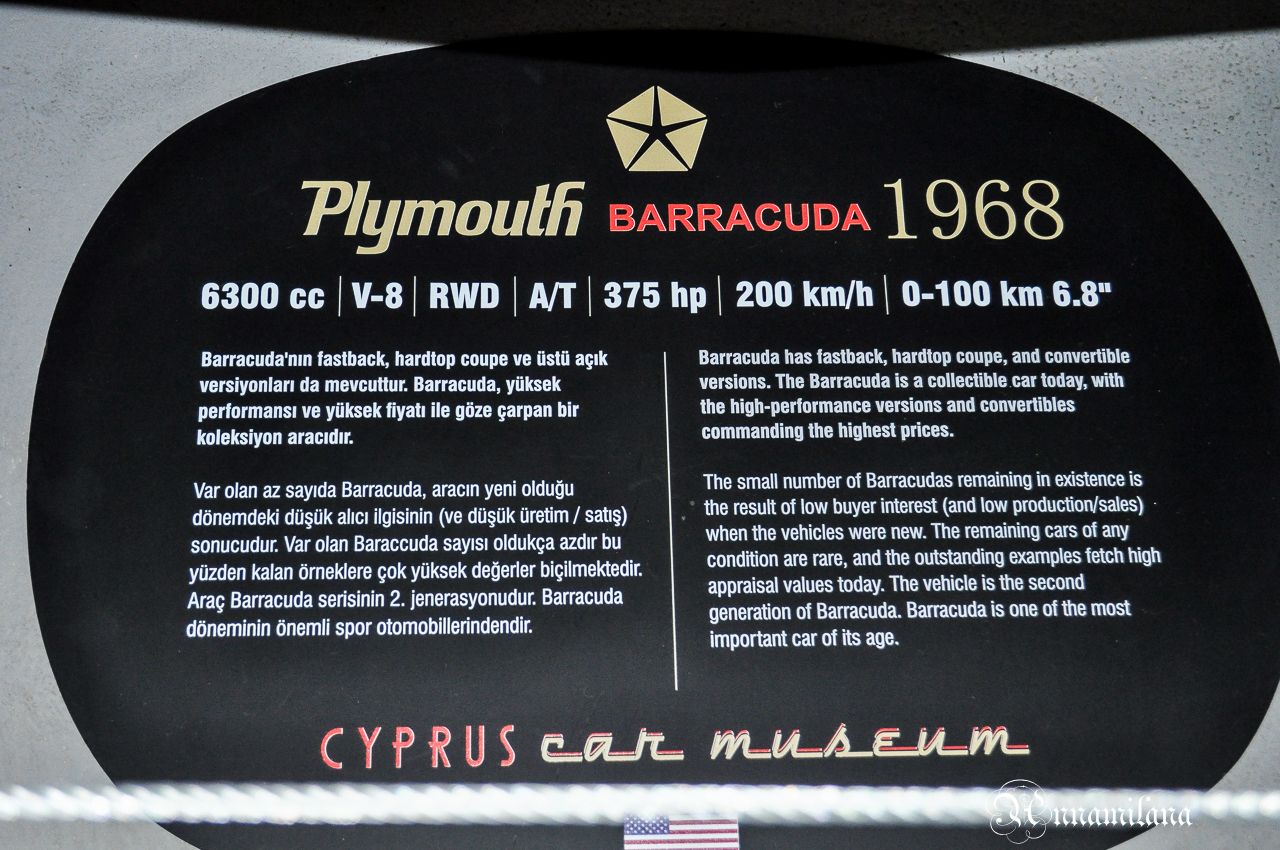 Plymouth BARRACUDA 1968
6300 cc | V-8 | RWD | A/T | 375 hp | 200 km/h | 0-100 km 6.8"
Barracuda'nın fastback, hardtop coupe ve üstü açık
versiyonları da mevcuttur. Barracuda, yüksek
performansı ve yüksek fiyatı ile göze çarpan bir
koleksiyon aracıdır.
Var olan az sayıda Barracuda, aracın yeni olduğu
dönemdeki düşük alıcı ilgisinin (ve düşük üretim / satış)
sonucudur. Var olan Baraccuda sayısı oldukça azdır bu
yüzden kalan örneklere çok yüksek değerler biçilmektedir.
Araç Barracuda serisinin 2. jenerasyonudur. Barracuda
döneminin önemli spor otomobillerindendir.
Barracuda has fastback, hardtop coupe, and convertible
versions. The Barracuda is a collectible car today, with
the high-performance versions and convertibles
commanding the highest prices.
The small number of Barracudas remaining in existence is
the result of low buyer interest (and low production/sales)
when the vehicles were new. The remaining cars of any
condition are rare, and the outstanding examples fetch high
appraisal values today. The vehicle is the second
generation of Barracuda. Barracuda is one of the most
important car of its age.
CYPRUS car museum
Annamilana